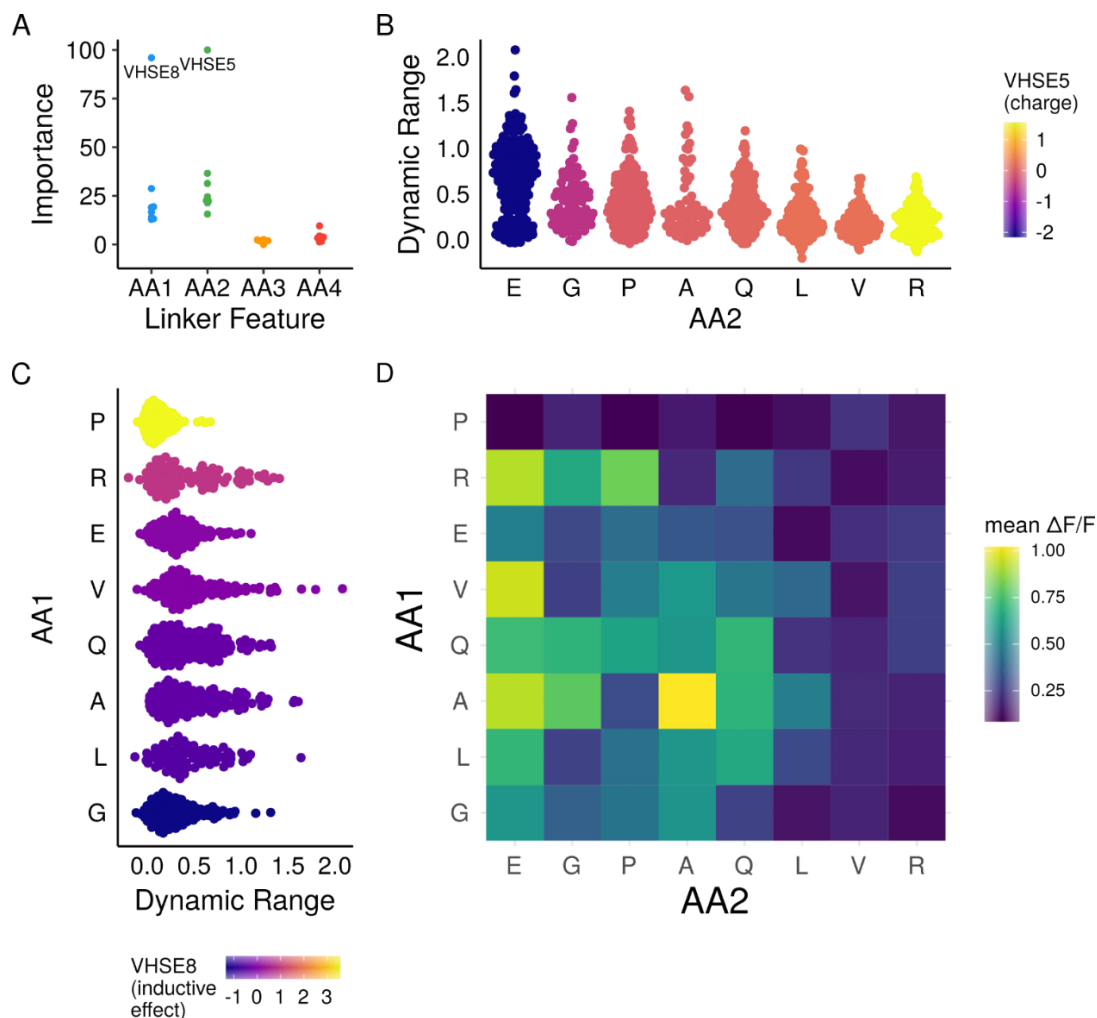 A
Importance
100
75
50
25
0
VHSE8
VHSE5
AA1 AA2 AA3 AA4
Linker Feature
B
Dynamic Range
2.0
1.5
1.0
0.5
0.0
E G P A Q L V R
AA2
VHSE5
(charge)
1
0
-1
-2
C
AA1
P
R
E
V
Q
A
L
G
0.0 0.5 1.0 1.5 2.0
Dynamic Range
VHSE8
(inductive
effect)
-1 0 1 2 3
D
AA1
P
R
E
V
Q
A
L
G
E G P A Q L V R
AA2
mean ΔF/F
1.00
0.75
0.50
0.25